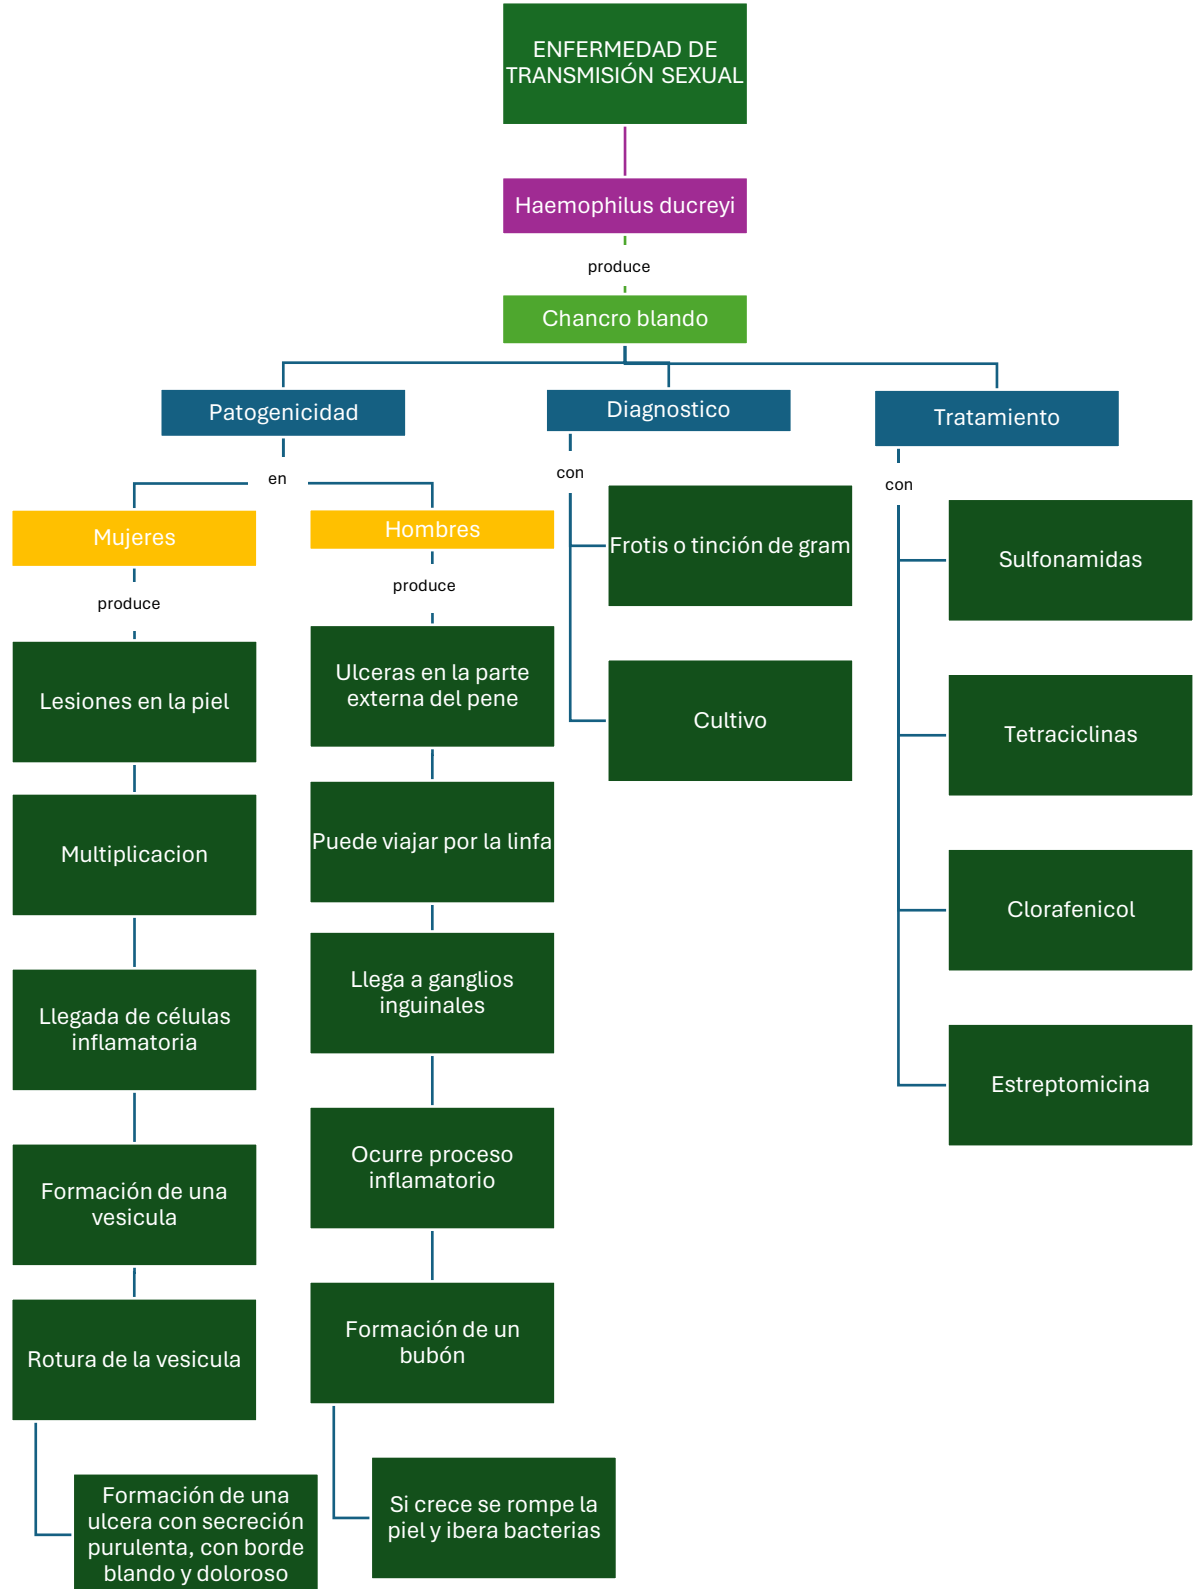 ENFERMEDAD DE
TRANSMISIÓN SEXUAL
Haemophilus ducreyi
produce
Chancro blando
Patogenicidad
en
Mujeres
produce
Lesiones en la piel
Multiplicacion
Llegada de células
inflamatoria
Formación de una
vesicula
Rotura de la vesicula
Formación de una
ulcera con secreción
purulenta, con borde
blando y doloroso
Hombres
produce
Ulceras en la parte
externa del pene
Puede viajar por la linfa
Llega a ganglios
inguinales
Ocurre proceso
inflamatorio
Formación de un
bubón
Si crece se rompe la
piel y ibera bacterias
Diagnostico
con
Frotis o tinción de gram
Cultivo
Tratamiento
con
Sulfonamidas
Tetraciclinas
Clorafenicol
Estreptomicina